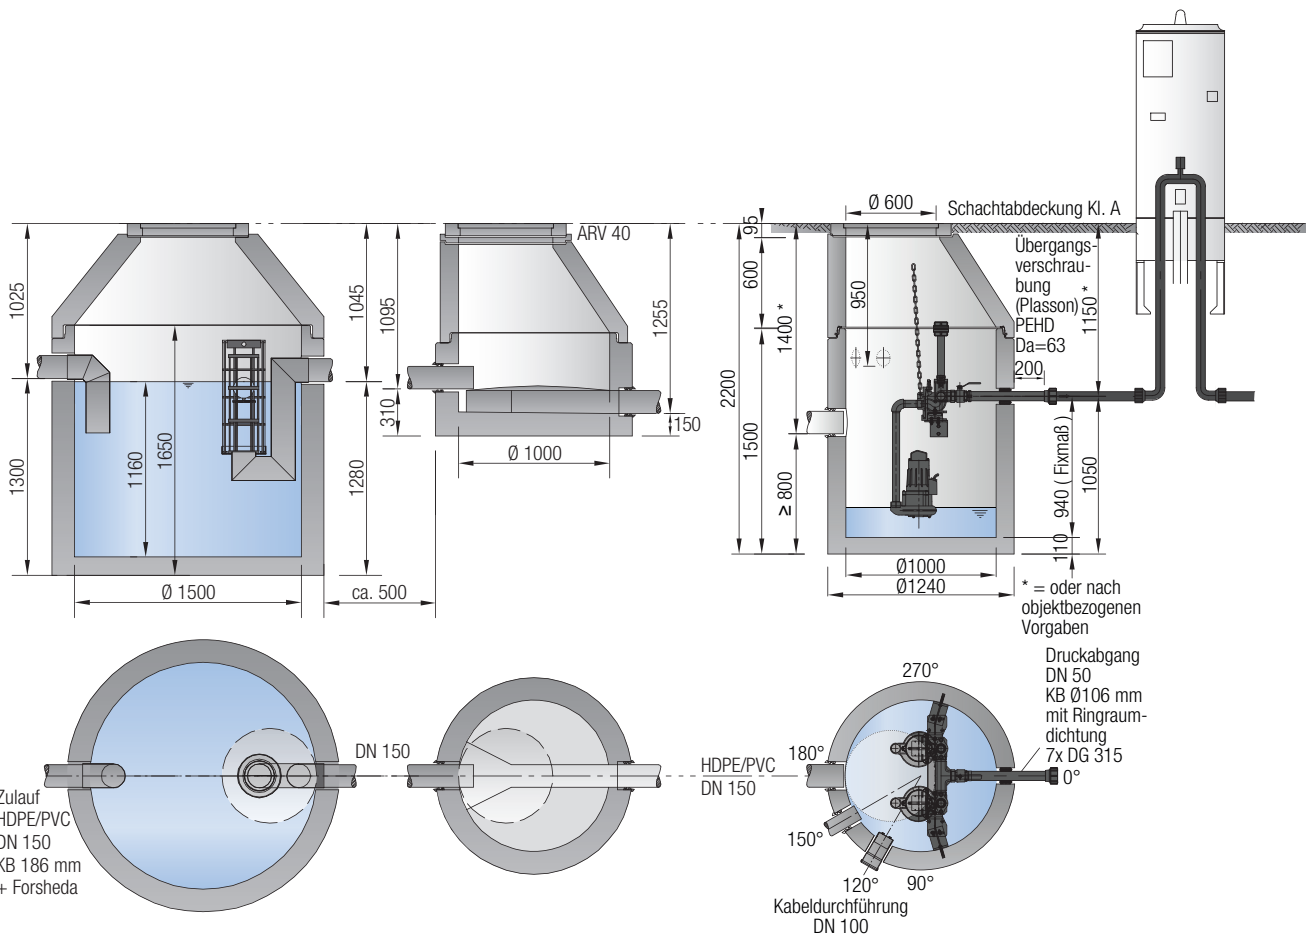 Ø 600
Schachtabdeckung Kl. A
ARV 40
95
600
1400 *
950
Übergangs-
verschrau-
bung
(Plasson)
PEHD
Da=63
200
1150 *
1025
1045
1095
1255
310
150
2200
1500
≥ 800
940 ( Fixmaß )
1050
110
1300
1160
1650
1280
Ø 1000
Ø 1500
ca. 500
Ø1000
Ø1240
* = oder nach
objektbezogenen
Vorgaben
Druckabgang
DN 50
KB Ø106 mm
mit Ringraum-
dichtung
7x DG 315
0°
270°
180°
150°
120°
90°
Kabeldurchführung
DN 100
DN 150
HDPE/PVC
DN 150
Zulauf
HDPE/PVC
DN 150
KB 186 mm
+ Forsheda